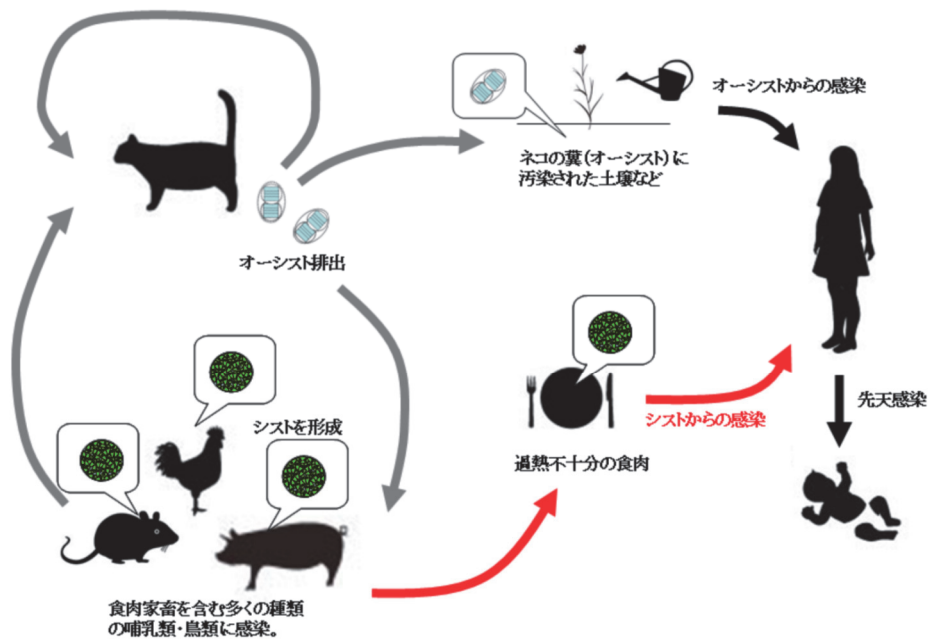 オーシストからの感染
ネコの糞（オーシスト）に
汚染された土壌など
オーシスト排出
シストを形成
シストからの感染
先天感染
過熱不十分の食肉
食肉家畜を含む多くの種類
の哺乳類・鳥類に感染。